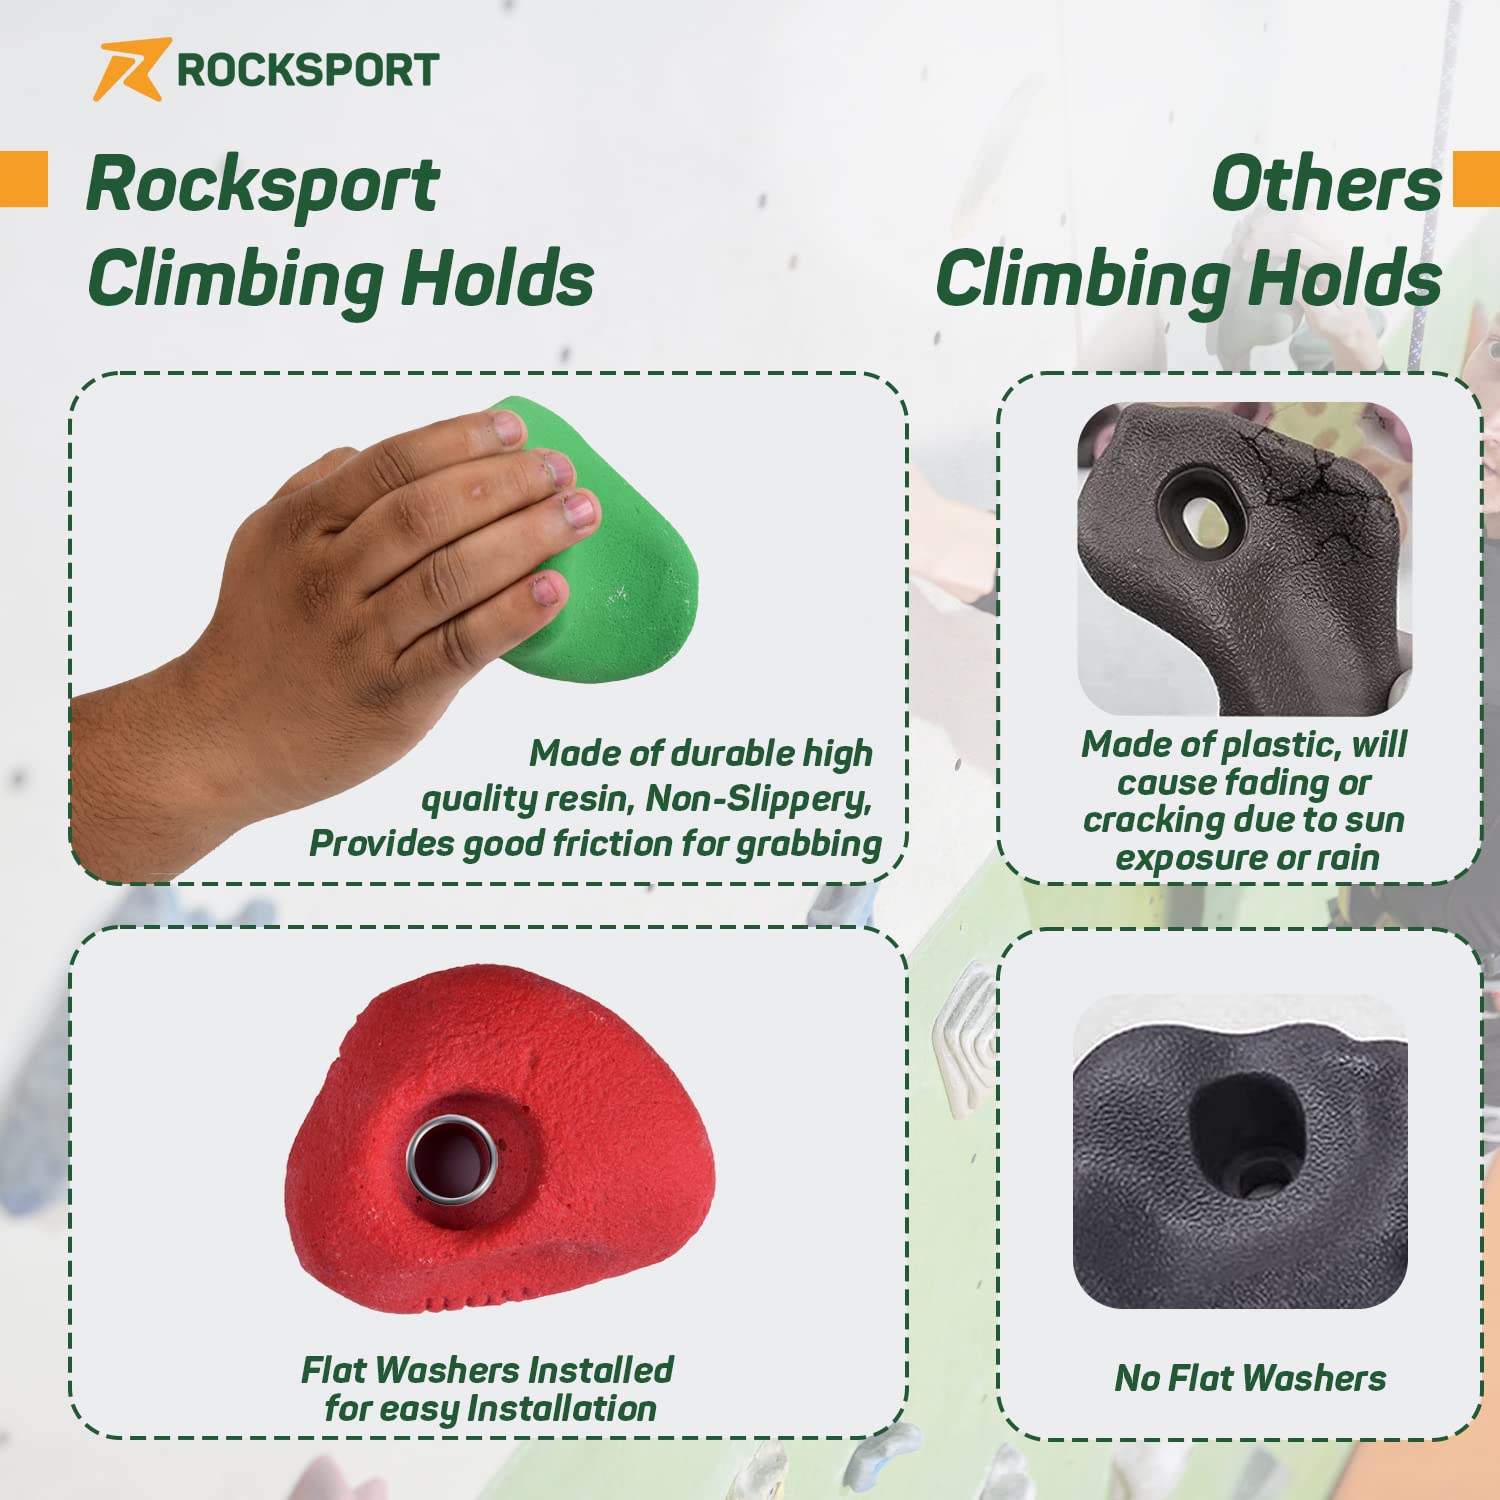 ROCKSPORT
Rocksport
Climbing Holds
Others
Climbing Holds
Made of durable high
quality resin, Non-Slippery,
Provides good friction for grabbing
Made of plastic, will
cause fading or
cracking due to sun
exposure or rain
Flat Washers Installed
for easy Installation
No Flat Washers